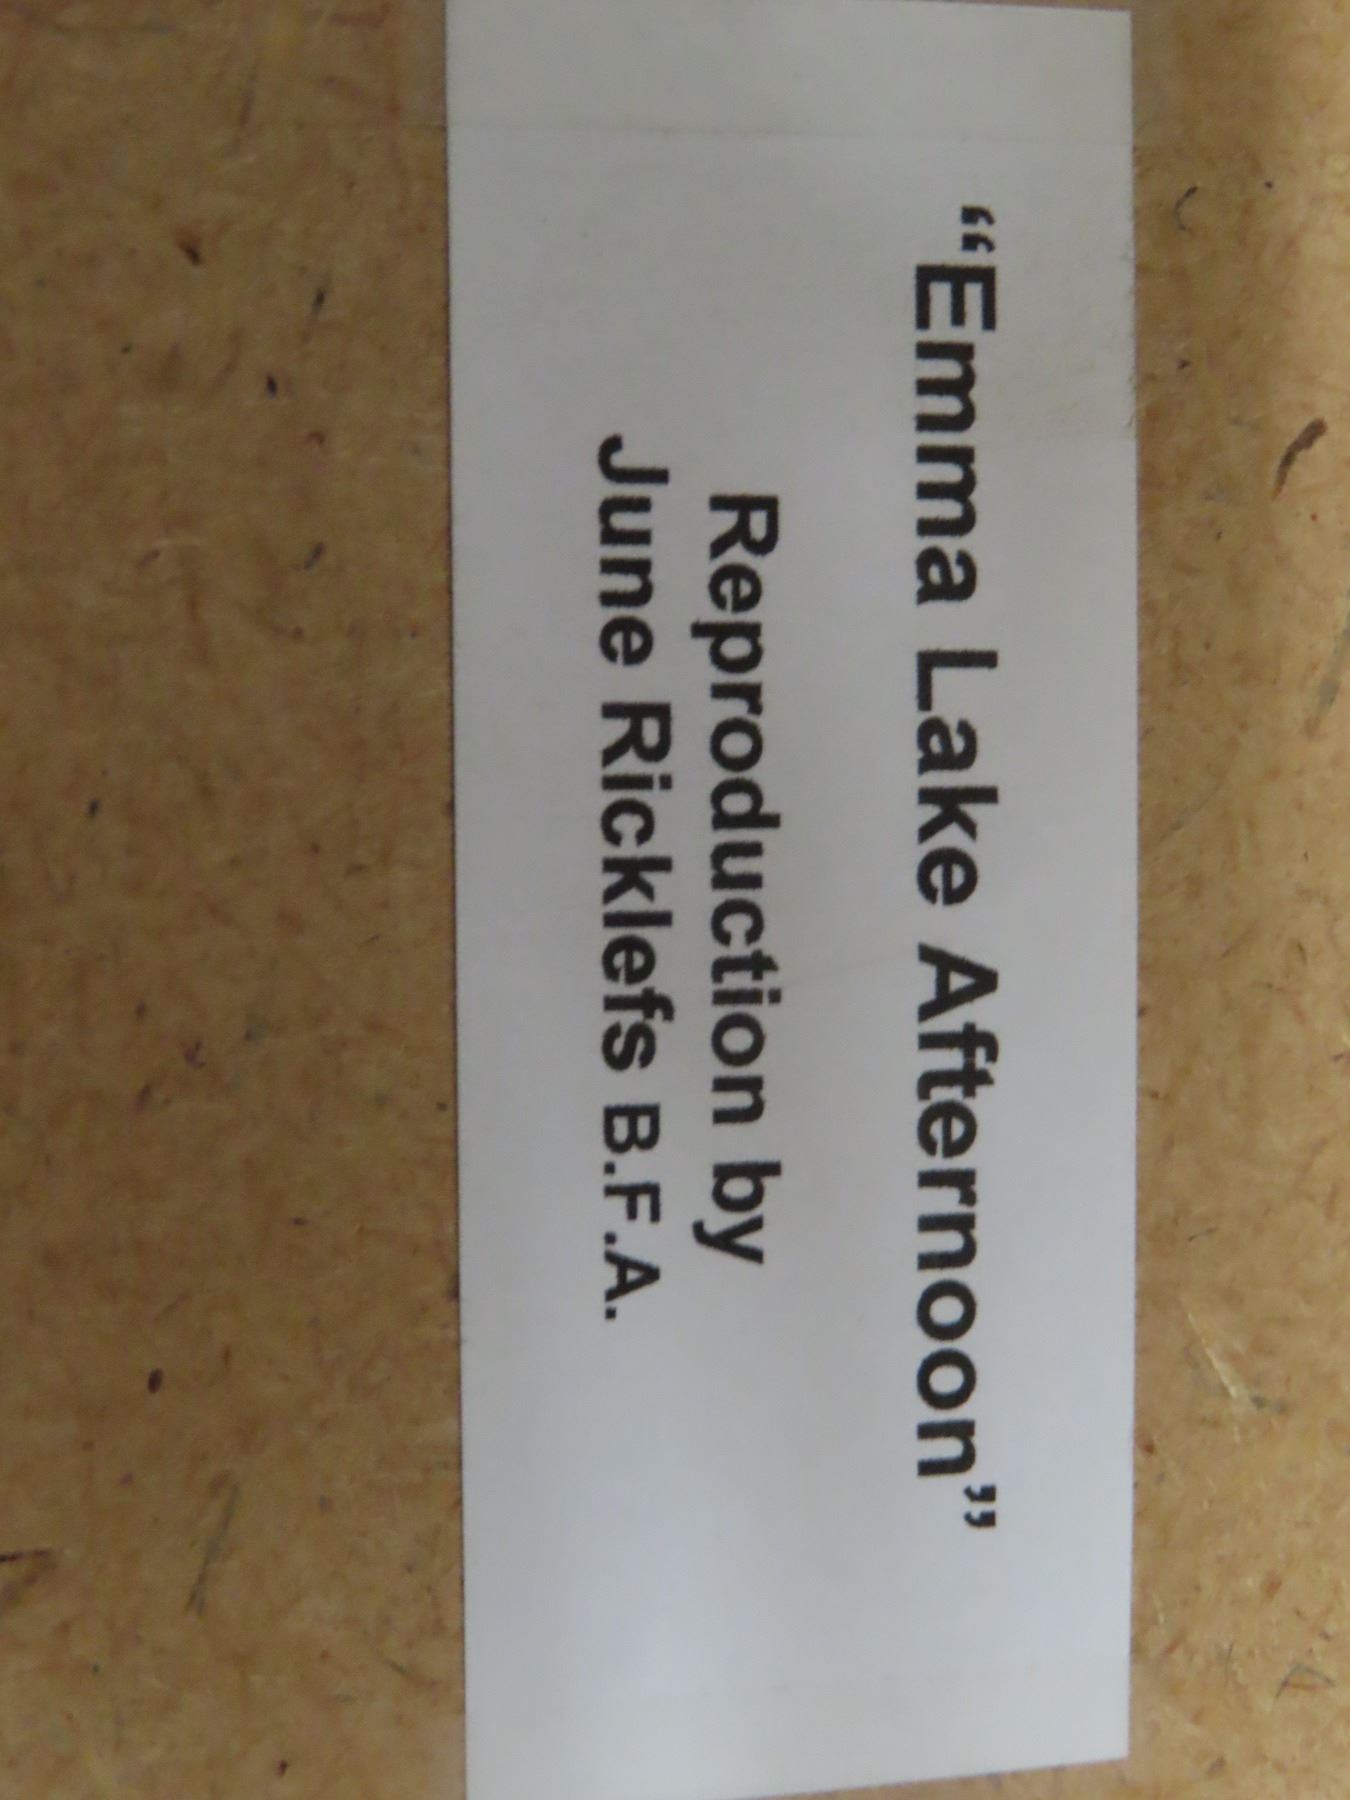 “Emma Lake Afternoon”
Reproduction by
June Ricklefs B.F.A.